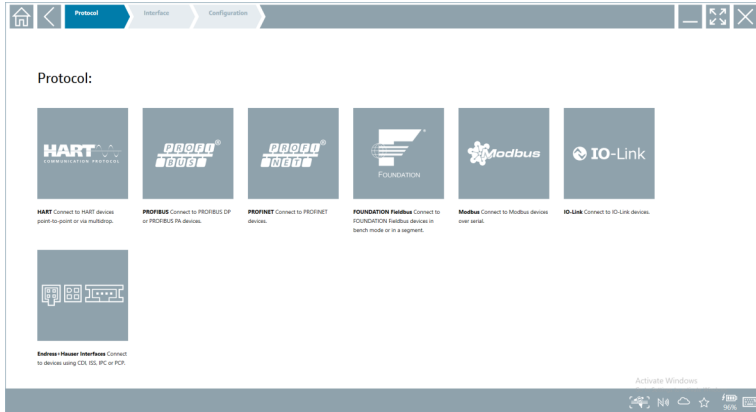 Protocol
Interface
Configuration
Protocol:
HART
COMMUNICATION PROTOCOL
PROFI
BUS
PROFI
NET
FOUNDATION
Modbus
IO-Link
HART Connect to HART devices
point-to-point or via multidrop.
PROFIBUS Connect to PROFIBUS DP
or PROFIBUS PA devices.
PROFINET Connect to PROFINET
devices.
FOUNDATION Fieldbus Connect to
FOUNDATION Fieldbus devices in
bench mode or in a segment.
Modbus Connect to Modbus devices
over serial.
IO-Link Connect to IO-Link devices.
Endress+Hauser Interfaces Connect
to devices using CDI, ISS, IPC or PCP.
Activate Windows
96%